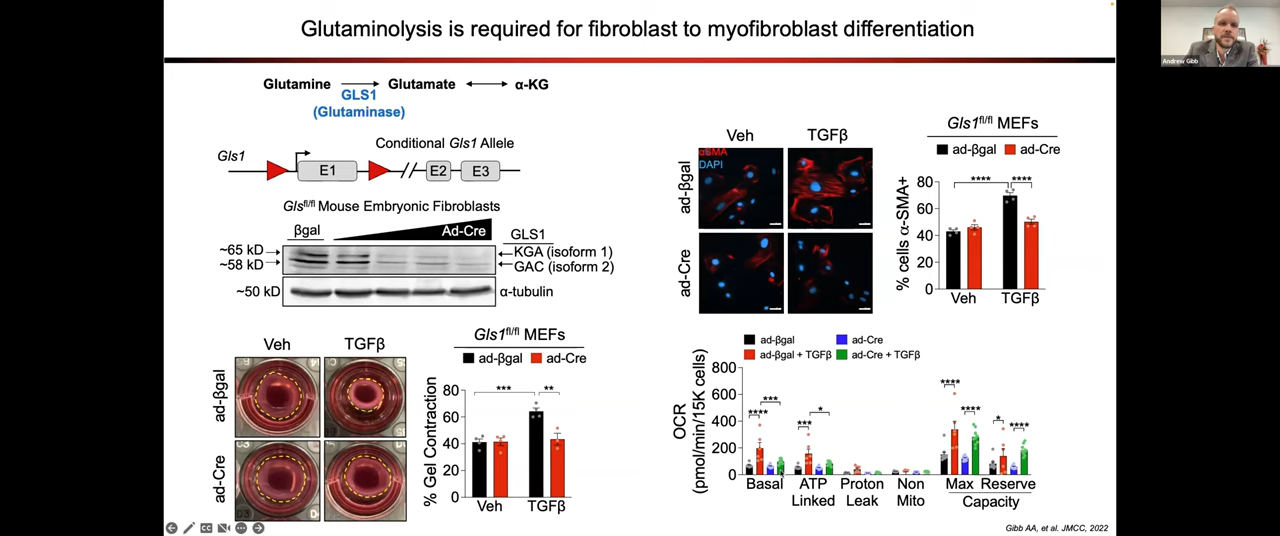 Glutaminolysis is required for fibroblast to myofibroblast differentiation
Andrew Gibb
Glutamine
Glutamate
α-KG
GLS1
(Glutaminase)
Conditional Gls1 Allele
Gls1
E1
E2
E3
Glsfl/fl Mouse Embryonic Fibroblasts
βgal
Ad-Cre
GLS1
~65 kD
KGA (isoform 1)
~58 kD
GAC (isoform 2)
~50 kD
α-tubulin
Veh
TGFβ
ad-βgal
ad-Cre
Gls1fl/fl MEFs
ad-βgal
ad-Cre
% Gel Contraction
80
60
40
20
0
***
**
Veh
TGFβ
Veh
TGFβ
αSMA
DAPI
ad-βgal
ad-Cre
Gls1fl/fl MEFs
ad-βgal
ad-Cre
% cells α-SMA+
80
60
40
20
0
****
****
Veh
TGFβ
ad-βgal
ad-Cre
ad-βgal + TGFβ
ad-Cre + TGFβ
OCR
(pmol/min/15K cells)
800
600
400
200
0
****
***
***
*
****
****
*
****
Basal
ATP
Linked
Proton
Leak
Non
Mito
Max
Reserve
Capacity
Gibb AA, et al. JMCC, 2022